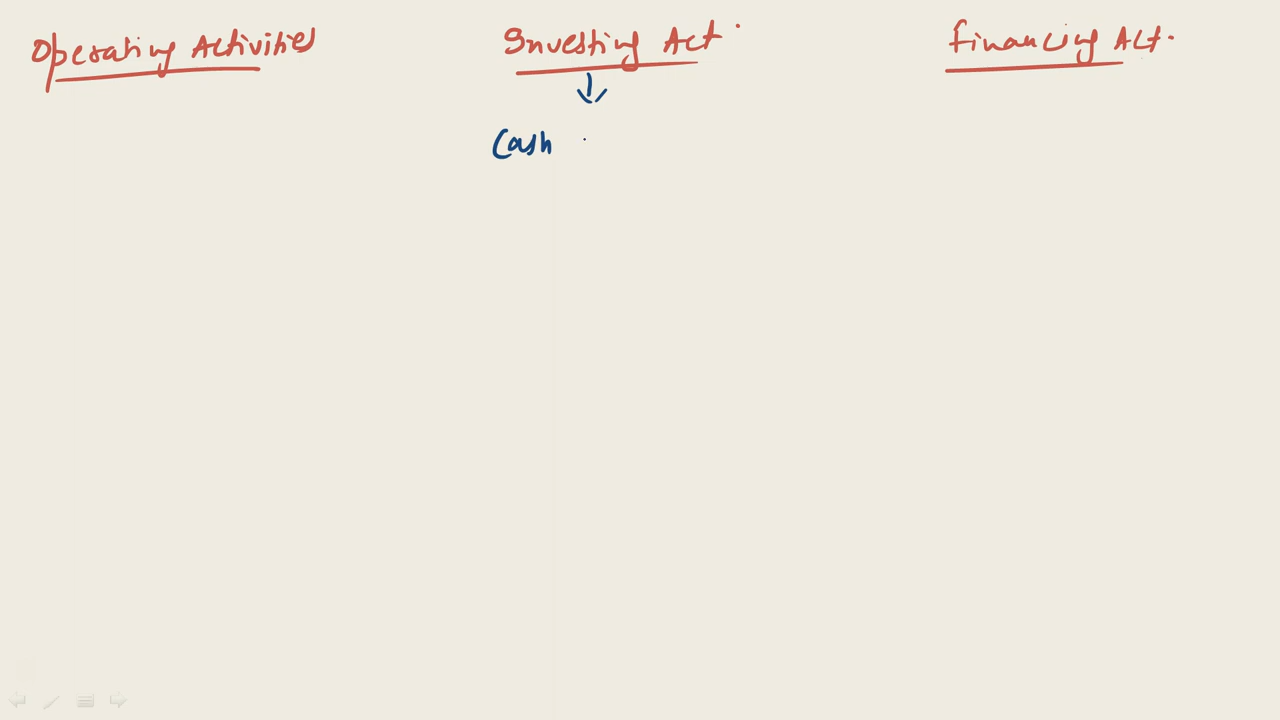 Operating Activities
Investing Act.
Financing Act.
Cash